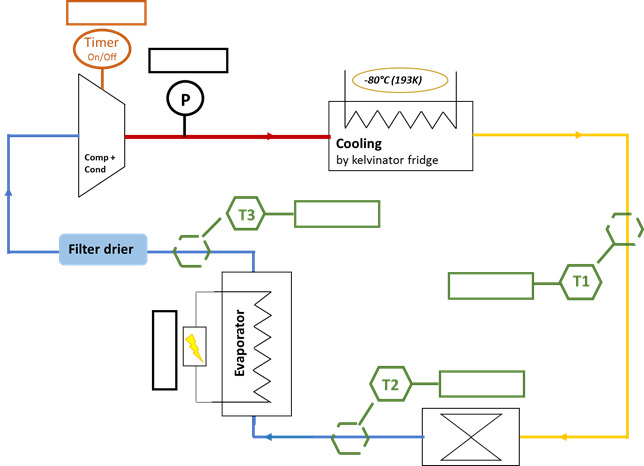 Timer
On/Off
P
-80°C (193K)
Comp +
Cond
Cooling
by kelvinator fridge
T3
Filter drier
T1
Evaporator
T2